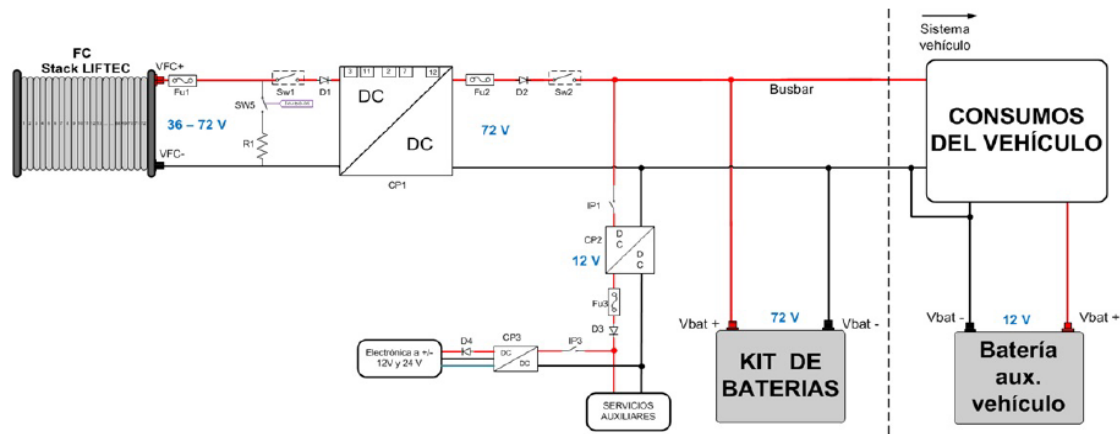 FC
Stack LIFTEC
VFC+
Fu1
Sw1
D1
SW5
R1
36 – 72 V
VFC-
3 11 2 7 12
DC
DC
CP1
Fu2
D2
Sw2
72 V
Busbar
Sistema
vehículo
CONSUMOS
DEL VEHÍCULO
IP1
CP2
DC
DC
12 V
Fu3
D3
D4
CP3
DC
DC
IP3
Electrónica a +/-
12V y 24 V
SERVICIOS
AUXILIARES
Vbat +
72 V
Vbat -
KIT DE
BATERIAS
Vbat -
12 V
Vbat +
Batería
aux.
vehículo